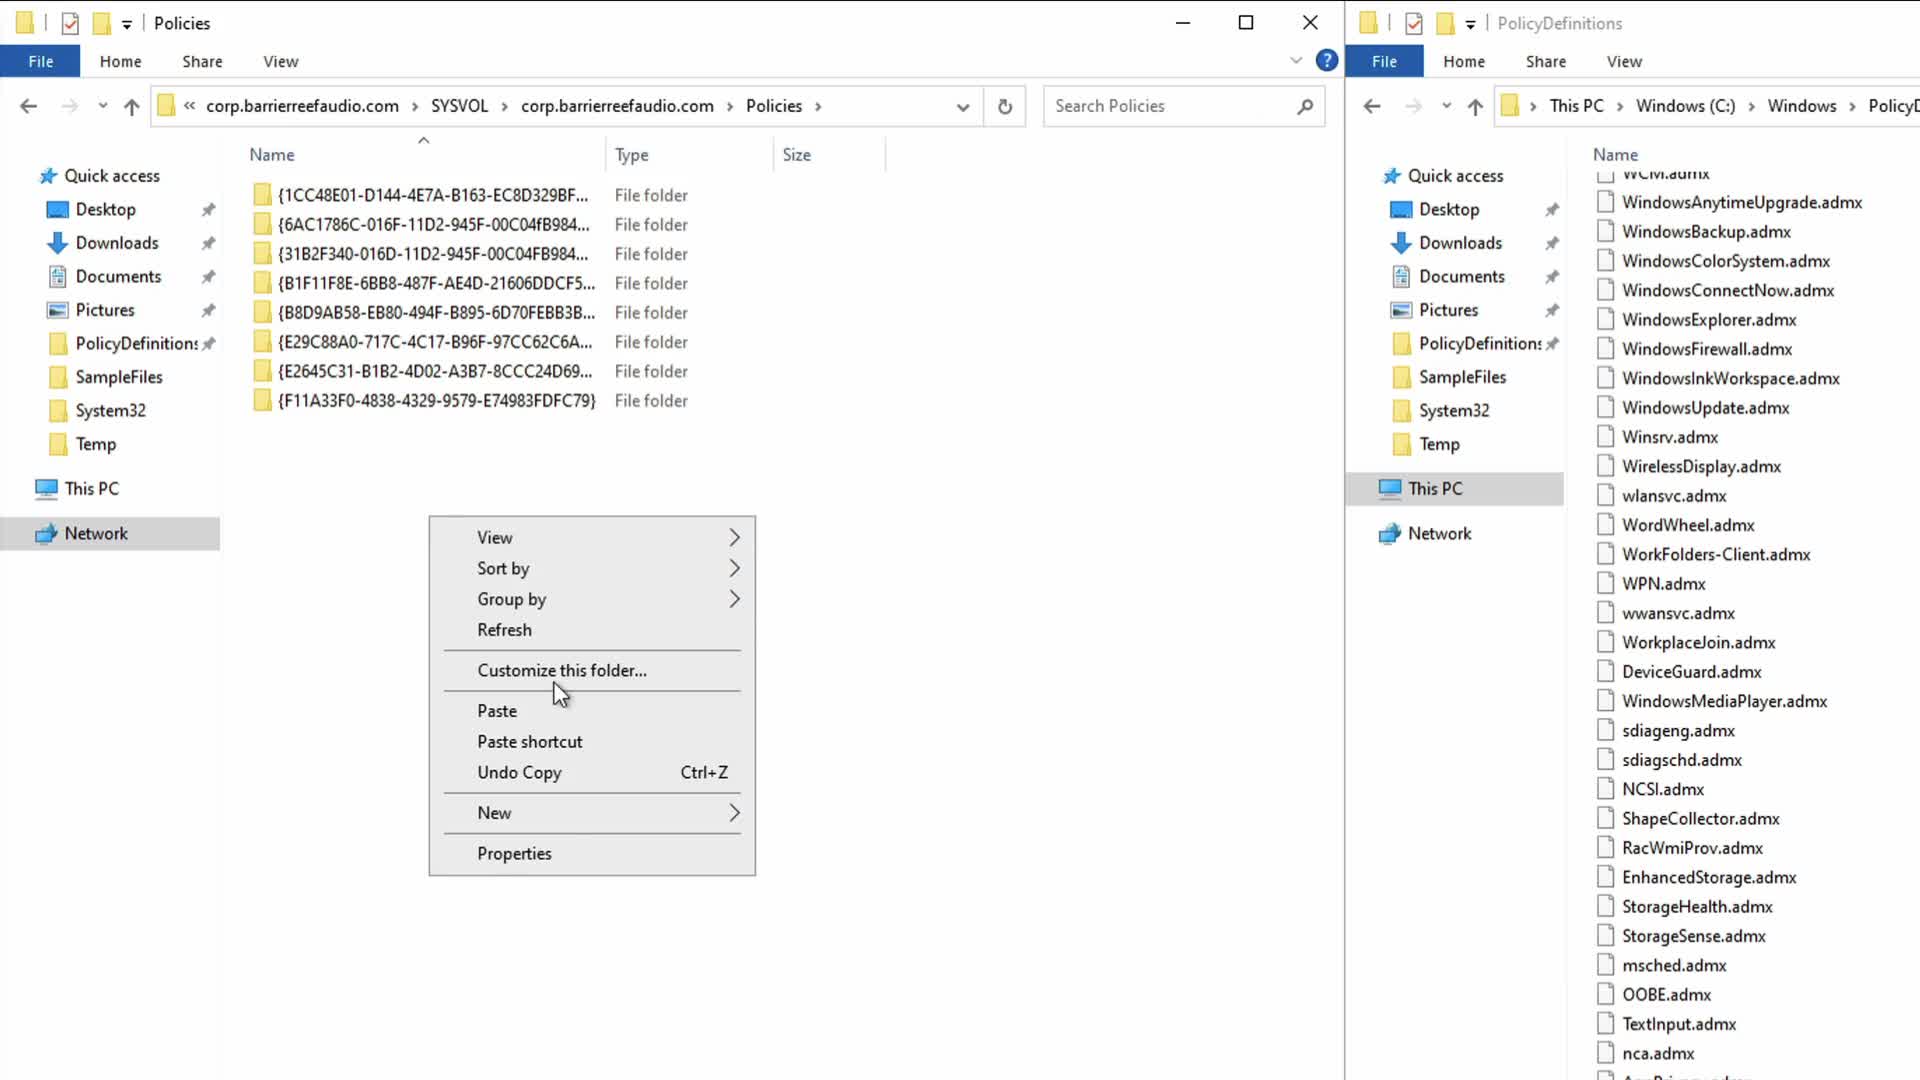 Policies
File
Home
Share
View
?
« corp.barrierreefaudio.com > SYSVOL > corp.barrierreefaudio.com > Policies >
Search Policies
Quick access
Desktop
Downloads
Documents
Pictures
PolicyDefinitions
SampleFiles
System32
Temp
This PC
Network
Name
Type
Size
{1CC48E01-D144-4E7A-B163-EC8D329BF...
File folder
{6AC1786C-016F-11D2-945F-00C04fB984...
File folder
{31B2F340-016D-11D2-945F-00C04FB984...
File folder
{B1F11F8E-6BB8-487F-AE4D-21606DDCF5...
File folder
{B8D9AB58-EB80-494F-B895-6D70FEBB3B...
File folder
{E29C88A0-717C-4C17-B96F-97CC62C6A...
File folder
{E2645C31-B1B2-4D02-A3B7-8CCC24D69...
File folder
{F11A33F0-4838-4329-9579-E74983FDFC79}
File folder
View
Sort by
Group by
Refresh
Customize this folder...
Paste
Paste shortcut
Undo Copy Ctrl+Z
New
Properties
PolicyDefinitions
File
Home
Share
View
> This PC > Windows (C:) > Windows > PolicyD
Quick access
Desktop
Downloads
Documents
Pictures
PolicyDefinitions
SampleFiles
System32
Temp
This PC
Network
Name
WCM.admx
WindowsAnytimeUpgrade.admx
WindowsBackup.admx
WindowsColorSystem.admx
WindowsConnectNow.admx
WindowsExplorer.admx
WindowsFirewall.admx
WindowsInkWorkspace.admx
WindowsUpdate.admx
Winsrv.admx
WirelessDisplay.admx
wlansvc.admx
WordWheel.admx
WorkFolders-Client.admx
WPN.admx
wwansvc.admx
WorkplaceJoin.admx
DeviceGuard.admx
WindowsMediaPlayer.admx
sdiageng.admx
sdiagschd.admx
NCSI.admx
ShapeCollector.admx
RacWmiProv.admx
EnhancedStorage.admx
StorageHealth.admx
StorageSense.admx
msched.admx
OOBE.admx
TextInput.admx
nca.admx